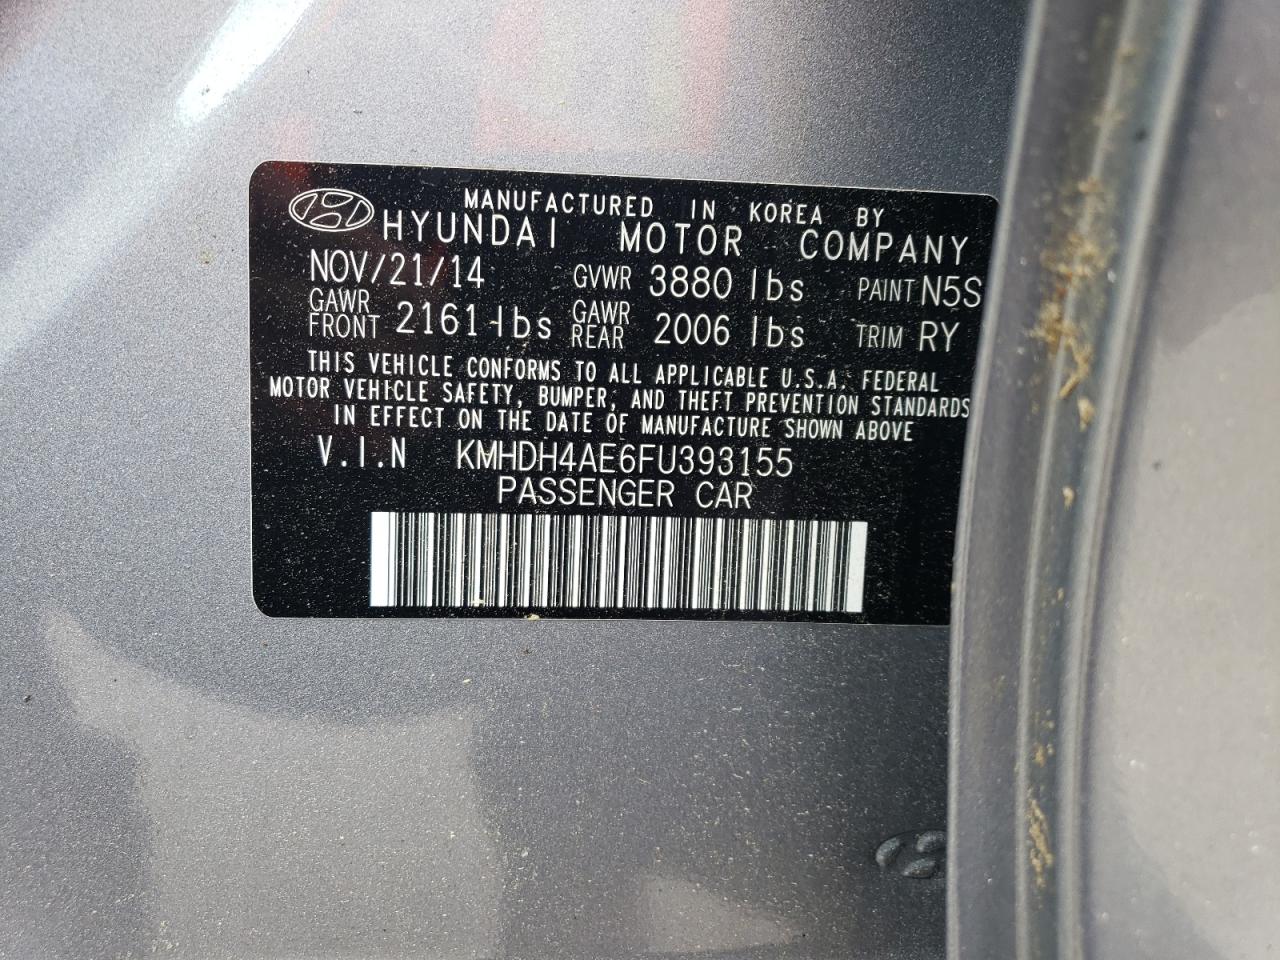 MANUFACTURED IN KOREA BY
HYUNDAI MOTOR COMPANY
NOV/21/14 GVWR 3880 lbs PAINT N5S
GAWR FRONT 2161 lbs GAWR REAR 2006 lbs TRIM RY
THIS VEHICLE CONFORMS TO ALL APPLICABLE U.S.A. FEDERAL
MOTOR VEHICLE SAFETY, BUMPER, AND THEFT PREVENTION STANDARDS
IN EFFECT ON THE DATE OF MANUFACTURE SHOWN ABOVE
V.I.N KMHDH4AE6FU393155
PASSENGER CAR